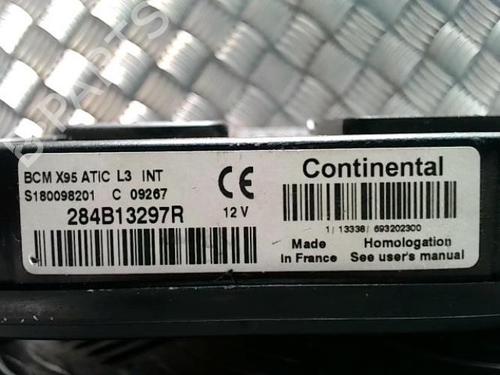 BCM X95 ATIC L3 INT
S180098201 C 09267
284B13297R
CE
12 V
Continental
1/ 13338/ 693202300
Made
In France
Homologation
See user's manual